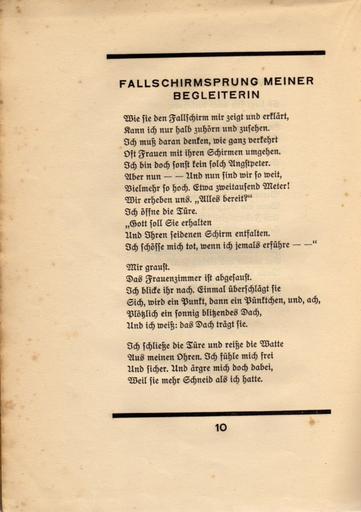 FALLSCHIRMSPRUNG MEINER
BEGLEITERIN
Wie sie den Fallschirm mir zeigt und erklärt,
Kann ich nur halb zuhörn und zusehen.
Ich muß daran denken, wie ganz verkehrt
Oft Frauen mit ihren Schirmen umgehen.
Ich bin doch sonst kein solch Angstpeter.
Aber nun — — Und nun sind wir so weit,
Vielmehr so hoch. Etwa zweitausend Meter!
Wir erheben uns. „Alles bereit?“
Ich öffne die Türe.
„Gott soll Sie erhalten
Und Ihren seidenen Schirm entfalten.
Ich schösse mich tot, wenn ich jemals erführe — —“
Mir graust.
Das Frauenzimmer ist abgesaust.
Ich blicke ihr nach. Einmal überschlägt sie
Sich, wird ein Punkt, dann ein Pünktchen, und, ach,
Plötzlich ein sonnig blitzendes Dach,
Und ich weiß: das Dach trägt sie.
Ich schließe die Türe und reiße die Watte
Aus meinen Ohren. Ich fühle mich frei
Und sicher. Und ärgre mich doch dabei,
Weil sie mehr Schneid als ich hatte.
10